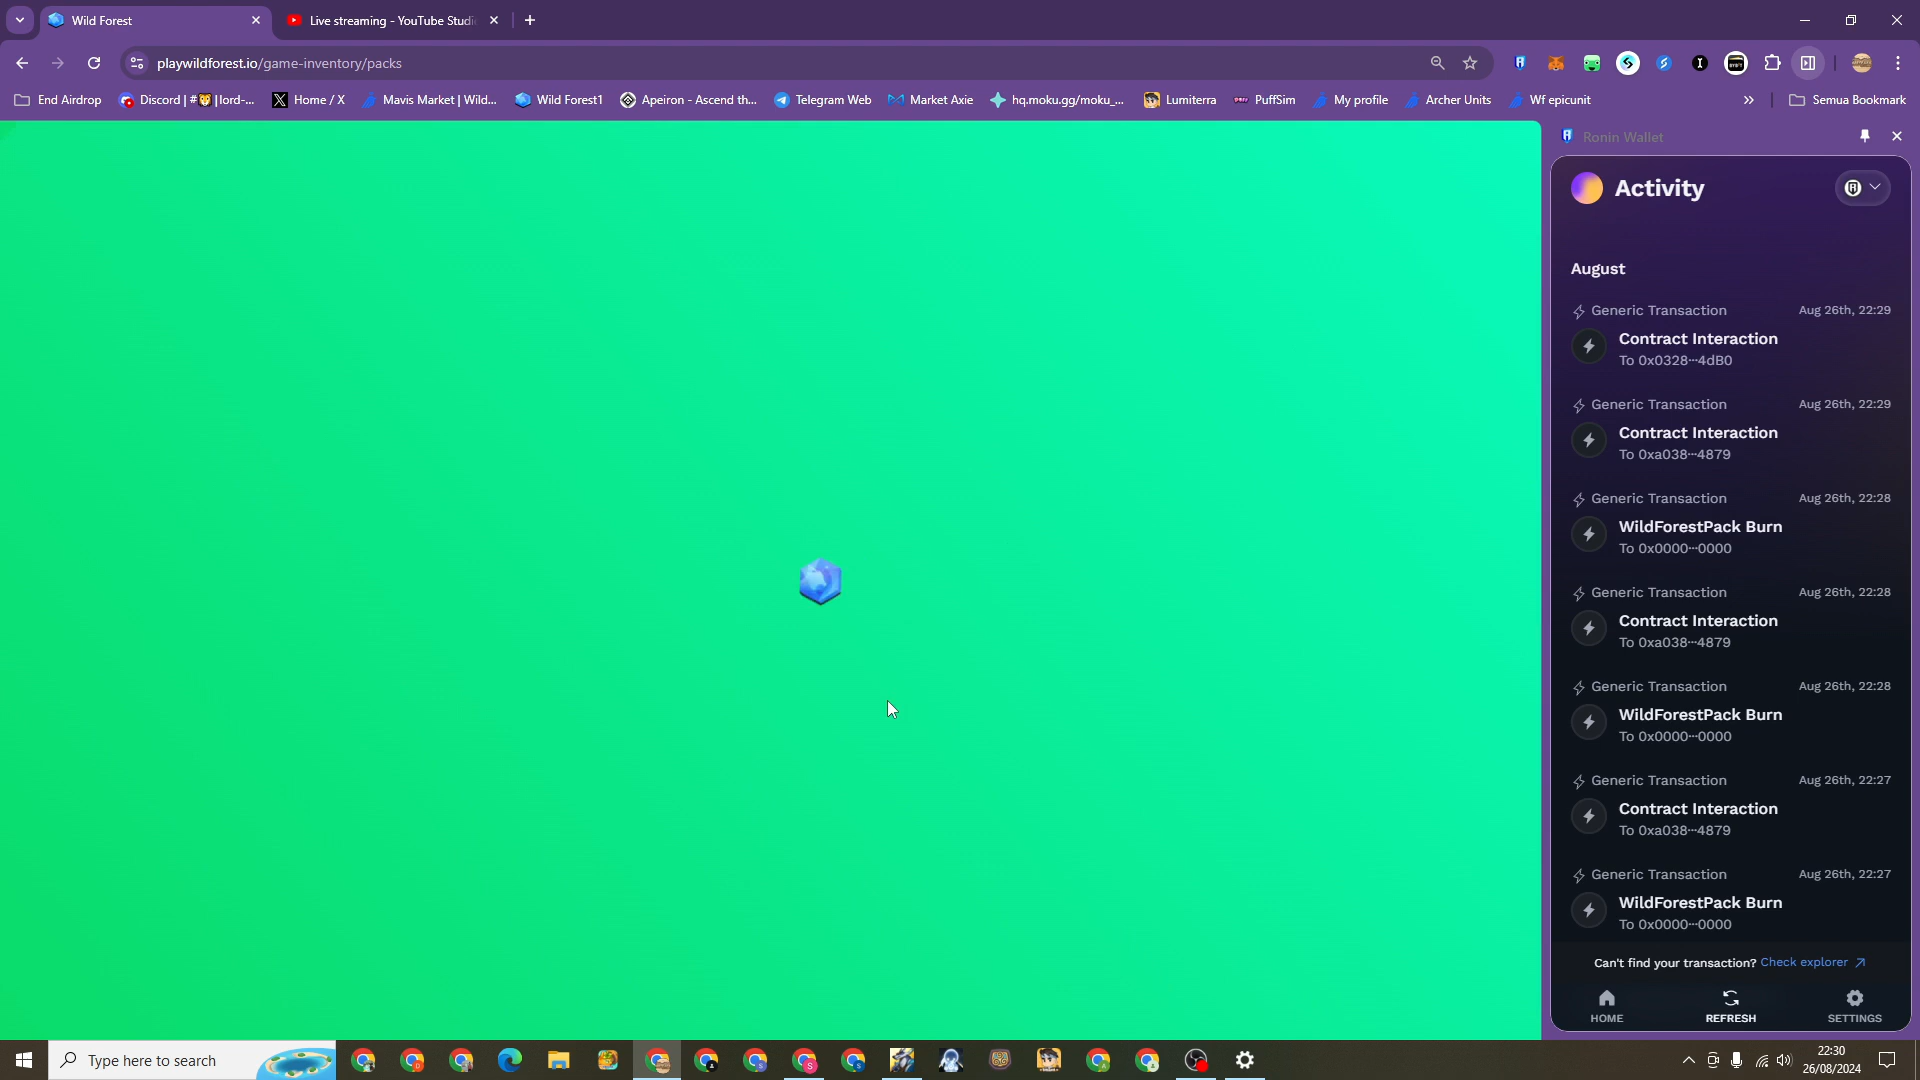 Wild Forest
Live streaming - YouTube Studi
playwildforest.io/game-inventory/packs
End Airdrop
Discord | #🦁|lord-...
Home / X
Mavis Market | Wild...
Wild Forest1
Apeiron - Ascend th...
Telegram Web
Market Axie
hq.moku.gg/moku_...
Lumiterra
PuffSim
My profile
Archer Units
Wf epicunit
Semua Bookmark
Ronin Wallet
Activity
August
Generic Transaction Aug 26th, 22:29
Contract Interaction
To 0x0328···4dB0
Generic Transaction Aug 26th, 22:29
Contract Interaction
To 0xa038···4879
Generic Transaction Aug 26th, 22:28
WildForestPack Burn
To 0x0000···0000
Generic Transaction Aug 26th, 22:28
Contract Interaction
To 0xa038···4879
Generic Transaction Aug 26th, 22:28
WildForestPack Burn
To 0x0000···0000
Generic Transaction Aug 26th, 22:27
Contract Interaction
To 0xa038···4879
Generic Transaction Aug 26th, 22:27
WildForestPack Burn
To 0x0000···0000
Can't find your transaction? Check explorer
HOME
REFRESH
SETTINGS
Type here to search
22:30
26/08/2024